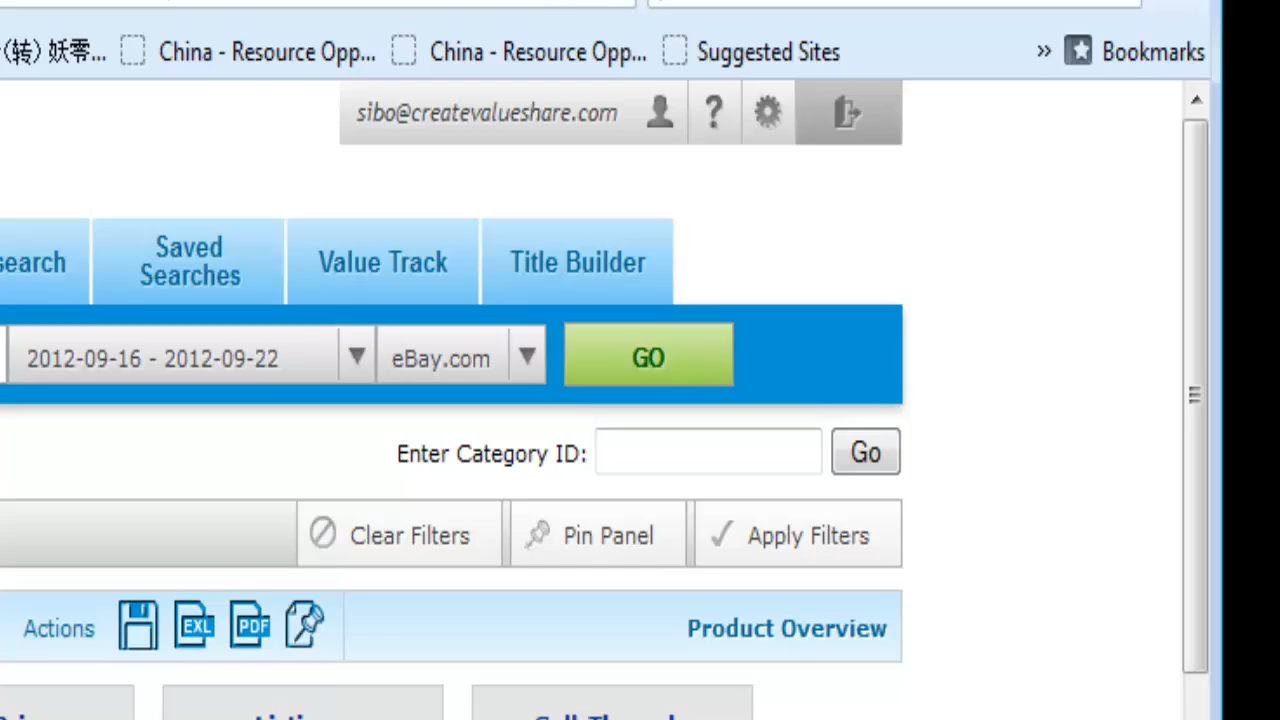 (转) 妖零... China - Resource Opp... China - Resource Opp... Suggested Sites » Bookmarks
sibo@createvalueshare.com ?
search Saved Searches Value Track Title Builder
2012-09-16 - 2012-09-22 eBay.com GO
Enter Category ID: Go
Clear Filters Pin Panel Apply Filters
Actions EXL PDF Product Overview